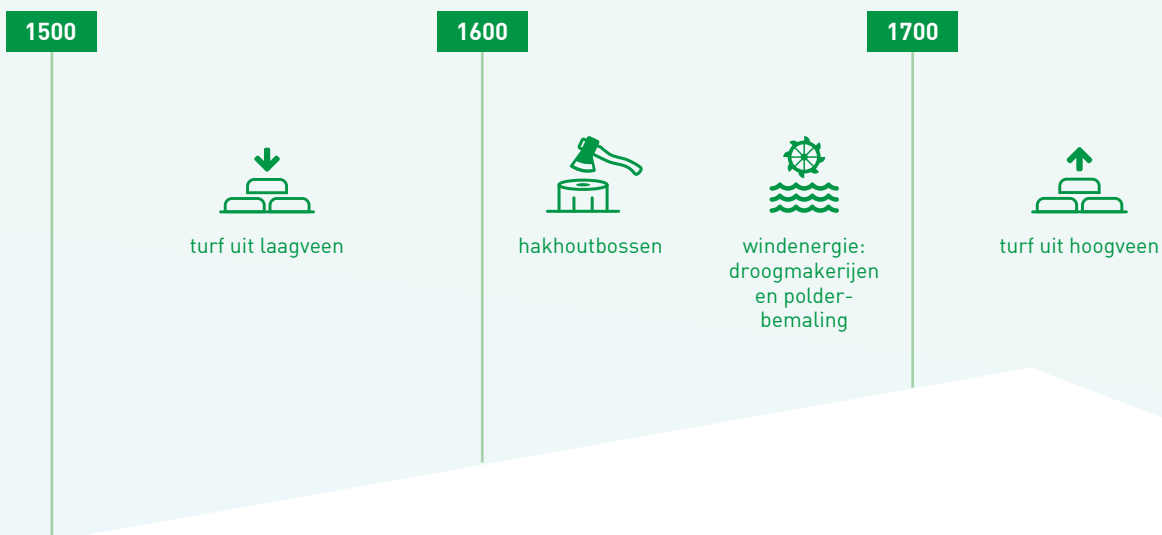 1500
1600
1700
turf uit laagveen
hakhoutbossen
windenergie:
droogmakerijen
en polder-
bemaling
turf uit hoogveen